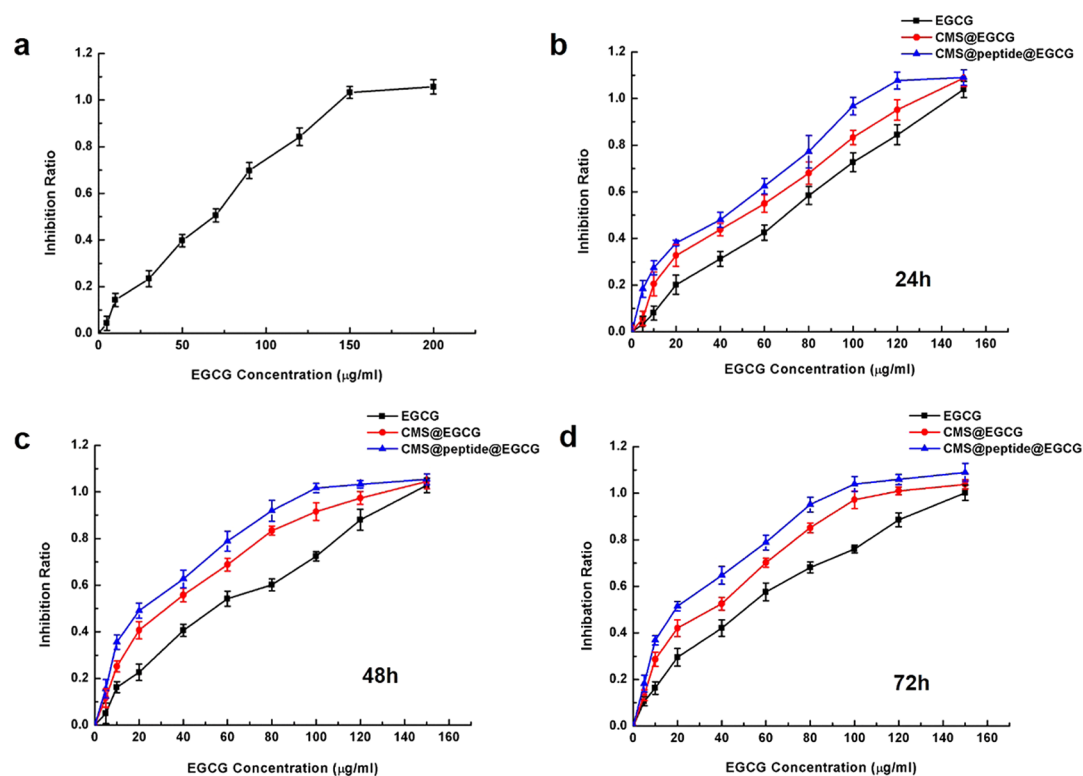 a
1.2
1.0
0.8
0.6
0.4
0.2
0.0
Inhibition Ratio
0 50 100 150 200
EGCG Concentration (μg/ml)
b
EGCG
CMS@EGCG
CMS@peptide@EGCG
1.2
1.0
0.8
0.6
0.4
0.2
0.0
Inhibition Ratio
24h
0 20 40 60 80 100 120 140 160
EGCG Concentration (μg/ml)
c
EGCG
CMS@EGCG
CMS@peptide@EGCG
1.2
1.0
0.8
0.6
0.4
0.2
0.0
Inhibition Ratio
48h
0 20 40 60 80 100 120 140 160
EGCG Concentration (μg/ml)
d
EGCG
CMS@EGCG
CMS@peptide@EGCG
1.2
1.0
0.8
0.6
0.4
0.2
0.0
Inhibation Ratio
72h
0 20 40 60 80 100 120 140 160
EGCG Concentration (μg/ml)